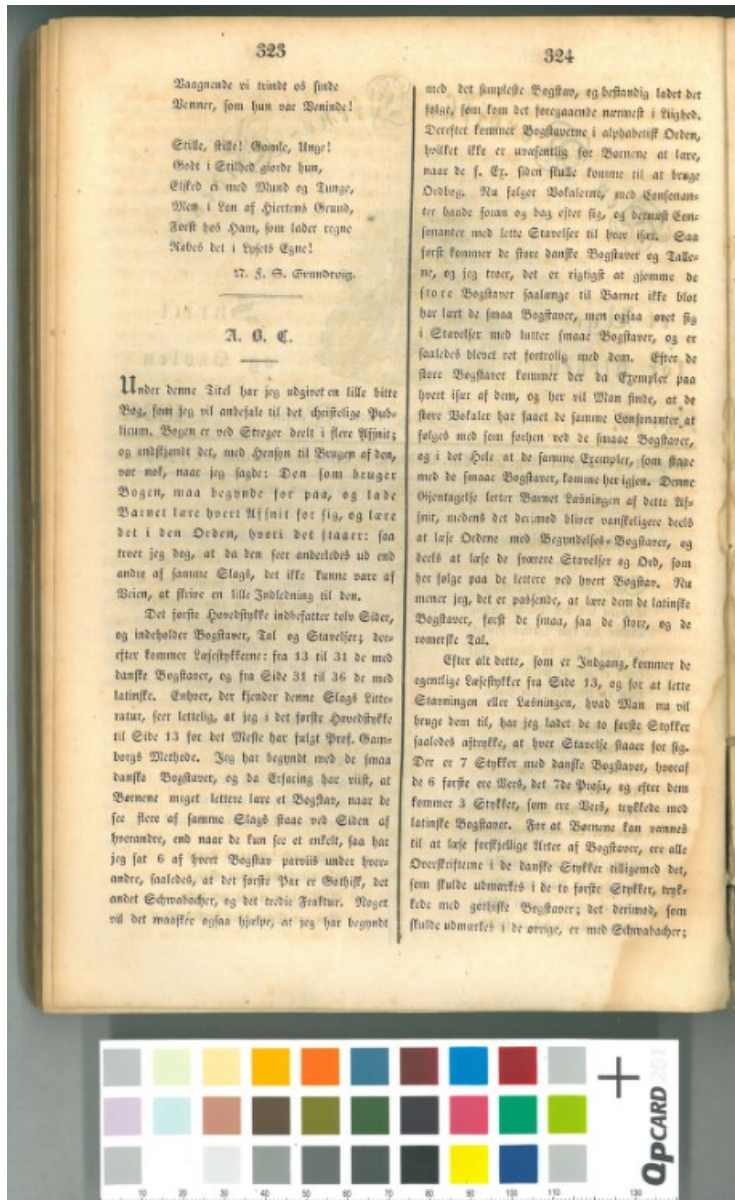 323
Vaagnende vi trindt os finde
Venner, som hun var Veninde!
Stille, stille! Gamle, Unge!
Godt i Stilhed gjorde hun,
Elsked ei med Mund og Tunge,
Men i Løn af Hiertens Grund,
Først hos Ham, som lader regne
Røbes det i Lysets Egne!
N. F. S. Grundtvig.
A. B. C.
Under denne Titel har jeg udgivet en lille bitte
Bog, som jeg vil anbefale til det christelige Pub-
licum. Bogen er ved Streger deelt i flere Afsnit;
og endskjøndt det, med Hensyn til Brugen af den,
var nok, naar jeg sagde: Den som bruger
Bogen, maa begynde for paa, og lade
Barnet lære hvert Afsnit for sig, og lære
det i den Orden, hvori det staaer: saa
troer jeg dog, at da den seer anderledes ud end
andre af samme Slags, det ikke kunne være af
Veien, at skrive en lille Indledning til den.
Det første Hovedstykke indbefatter tolv Sider,
og indeholder Bogstaver, Tal og Stavelser; der-
efter kommer Læsestykkerne: fra 13 til 31 de med
danske Bogstaver, og fra Side 31 til 36 de med
latinske. Enhver, der kjender denne Slags Litte-
ratur, seer lettelig, at jeg i det første Hovedstykke
til Side 13 for det Meste har fulgt Prof. Gam-
borgs Methode. Jeg har begyndt med de smaa
danske Bogstaver, og da Erfaring har viist, at
Børnene meget lettere lære et Bogstav, naar de
see flere af samme Slags staae ved Siden af
hverandre, end naar de kun see et enkelt, saa har
jeg sat 6 af hvert Bogstav parviis under hver-
andre, saaledes, at det første Par er Gothisk, det
andet Schwabacher, og det tredie Fraktur. Noget
vil det maaskee ogsaa hjælpe, at jeg har begyndt
324
med det simpleste Bogstav, og bestandig ladet det
følge, som kom det foregaaende nærmest i Liighed.
Derefter kommer Bogstaverne i alphabetisk Orden,
hvilket ikke er uvæsentlig for Børnene at lære,
naar de f. Ex. siden skulle komme til at bruge
Ordbog. Nu følger Vokalerne, med Consonan-
ter baade foran og bag efter sig, og dernæst Con-
sonanter med lette Stavelser til hver især. Saa
først kommer de store danske Bogstaver og Talle-
ne, og jeg troer, det er rigtigst at gjemme de
store Bogstaver saalænge til Barnet ikke blot
har lært de smaa Bogstaver, men ogsaa øvet sig
i Stavelser med lutter smaae Bogstaver, og er
saaledes blevet ret fortrolig med dem. Efter de
store Bogstaver kommer der da Exempler paa
hvert især af dem, og her vil Man finde, at de
store Vokaler har faaet de samme Consonanter at
følges med som forhen ved de smaae Bogstaver,
og i det Hele at de samme Exempler, som staae
med de smaae Bogstaver, komme her igjen. Denne
Gjentagelse letter Barnet Læsningen af dette Af-
snit, medens det derimod bliver vanskeligere deels
at læse Ordene med Begyndelses-Bogstaver, og
deels at læse de sværere Stavelser og Ord, som
her følge paa de lettere ved hvert Bogstav. Nu
mener jeg, det er passende, at lære dem de latinske
Bogstaver, først de smaa, saa de store, og de
romerske Tal.
Efter alt dette, som er Indgang, kommer de
egentlige Læsestykker fra Side 13, og for at lette
Stavningen eller Læsningen, hvad Man nu vil
bruge dem til, har jeg ladet de to første Stykker
saaledes aftrykke, at hver Stavelse staaer for sig.
Der er 7 Stykker med danske Bogstaver, hvoraf
de 6 første ere Vers, det 7de Prosa, og efter dem
kommer 3 Stykker, som ere Vers, trykkede med
latinske Bogstaver. For at Børnene kan vænnes
til at læse forskjellige Arter af Bogstaver, ere alle
Overskrifterne i de danske Stykker tilligemed det,
som skulde udmærkes i de to første Stykker, tryk-
kede med gothiske Bogstaver; det derimod, som
skulde udmærkes i de øvrige, er med Schwabacher;
QPCARD 201
10 20 30 40 50 60 70 80 90 100 110 120 130